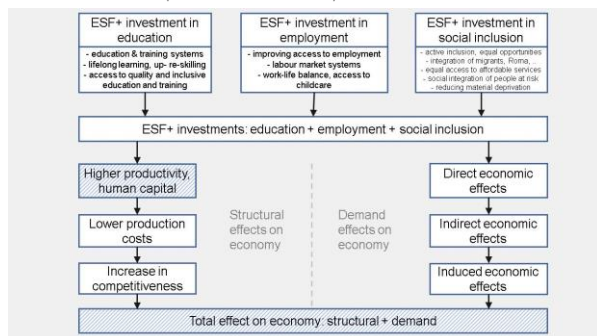 ESF+ investment in
education
- education & training systems
- lifelong learning, up- re-skilling
- access to quality and inclusive
education and training
ESF+ investment in
employment
- improving access to employment
- labour market systems
- work-life balance, access to
childcare
ESF+ investment in
social inclusion
- active inclusion, equal opportunities
- integration of migrants, Roma, ..
- equal access to affordable services
- social integration of people at risk
- reducing material deprivation
ESF+ investments: education + employment + social inclusion
Higher productivity,
human capital
Lower production
costs
Increase in
competitiveness
Structural
effects on
economy
Demand
effects on
economy
Direct economic
effects
Indirect economic
effects
Induced economic
effects
Total effect on economy: structural + demand